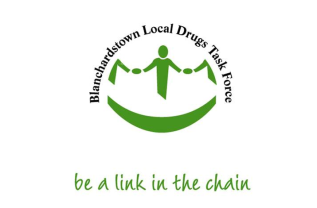 Blanchardstown Local Drugs Task Force
be a link in the chain